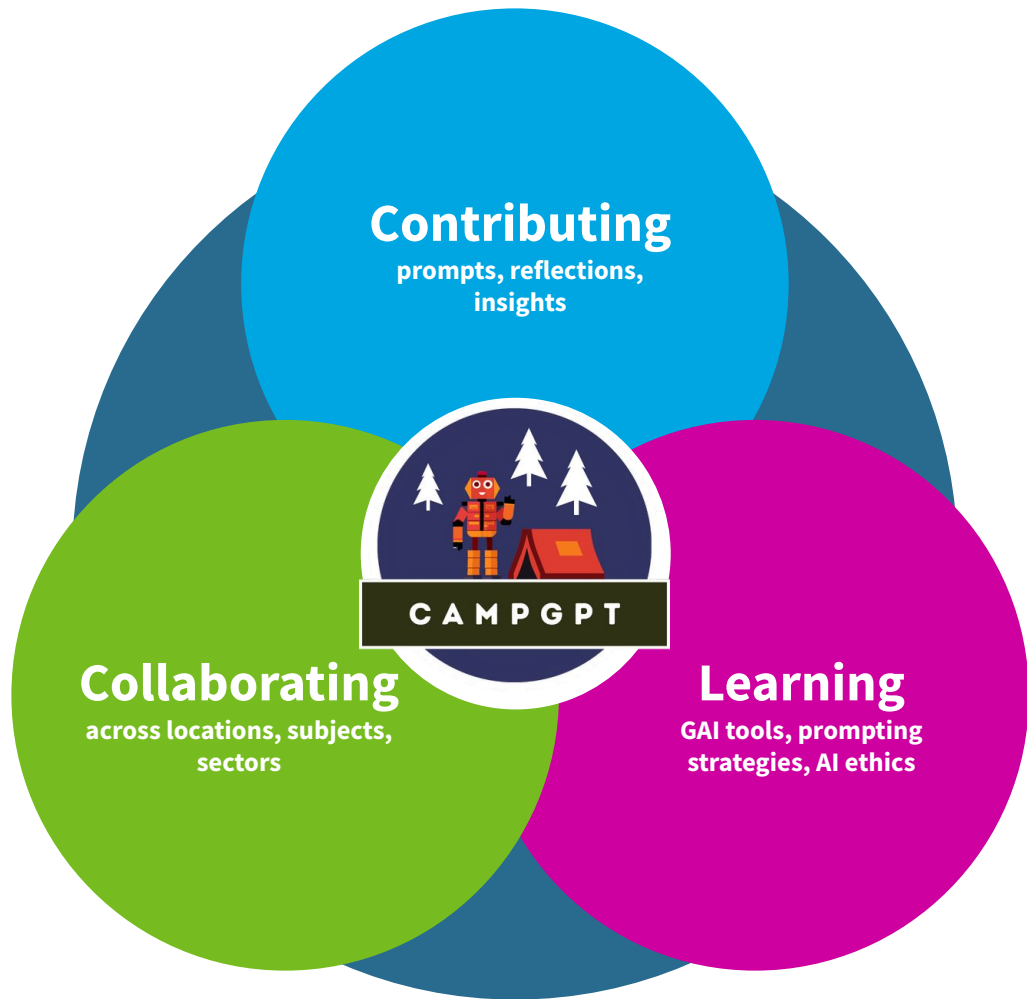 Contributing
prompts, reflections,
insights
CAMPGPT
Collaborating
across locations, subjects,
sectors
Learning
GAI tools, prompting
strategies, AI ethics